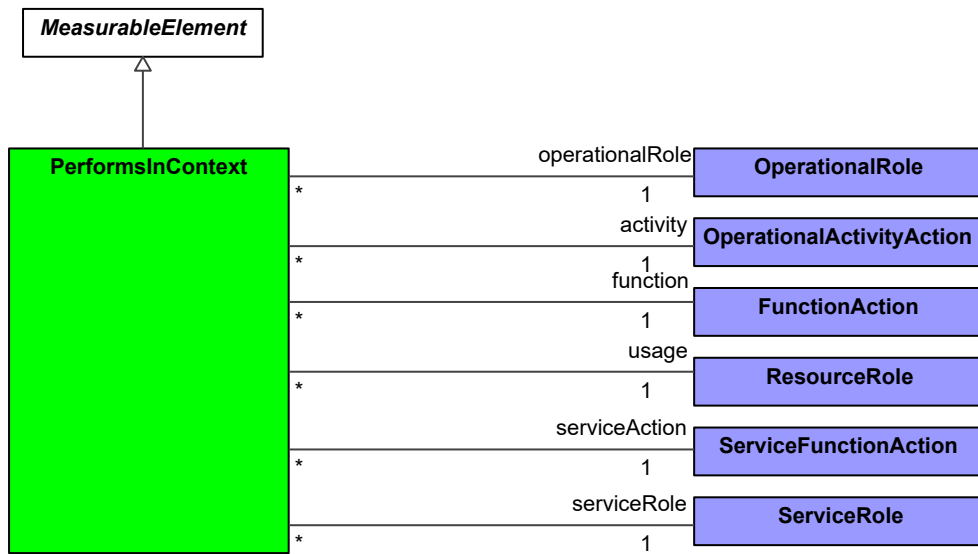 MeasurableElement
PerformsInContext
operationalRole
OperationalRole
*
1
activity
OperationalActivityAction
*
1
function
FunctionAction
*
1
usage
ResourceRole
*
1
serviceAction
ServiceFunctionAction
*
1
serviceRole
ServiceRole
*
1